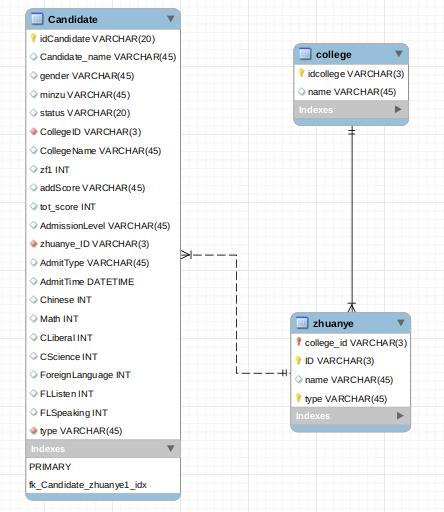 Candidate
idCandidate VARCHAR(20)
Candidate_name VARCHAR(45)
gender VARCHAR(45)
minzu VARCHAR(45)
status VARCHAR(20)
CollegeID VARCHAR(3)
CollegeName VARCHAR(45)
zf1 INT
addScore VARCHAR(45)
tot_score INT
AdmissionLevel VARCHAR(45)
zhuanye_ID VARCHAR(3)
AdmitType VARCHAR(45)
AdmitTime DATETIME
Chinese INT
Math INT
CLiberal INT
CScience INT
ForeignLanguage INT
FLListen INT
FLSpeaking INT
type VARCHAR(45)
Indexes
PRIMARY
fk_Candidate_zhuanye1_idx
college
idcollege VARCHAR(3)
name VARCHAR(45)
Indexes
zhuanye
college_id VARCHAR(3)
ID VARCHAR(3)
name VARCHAR(45)
type VARCHAR(45)
Indexes